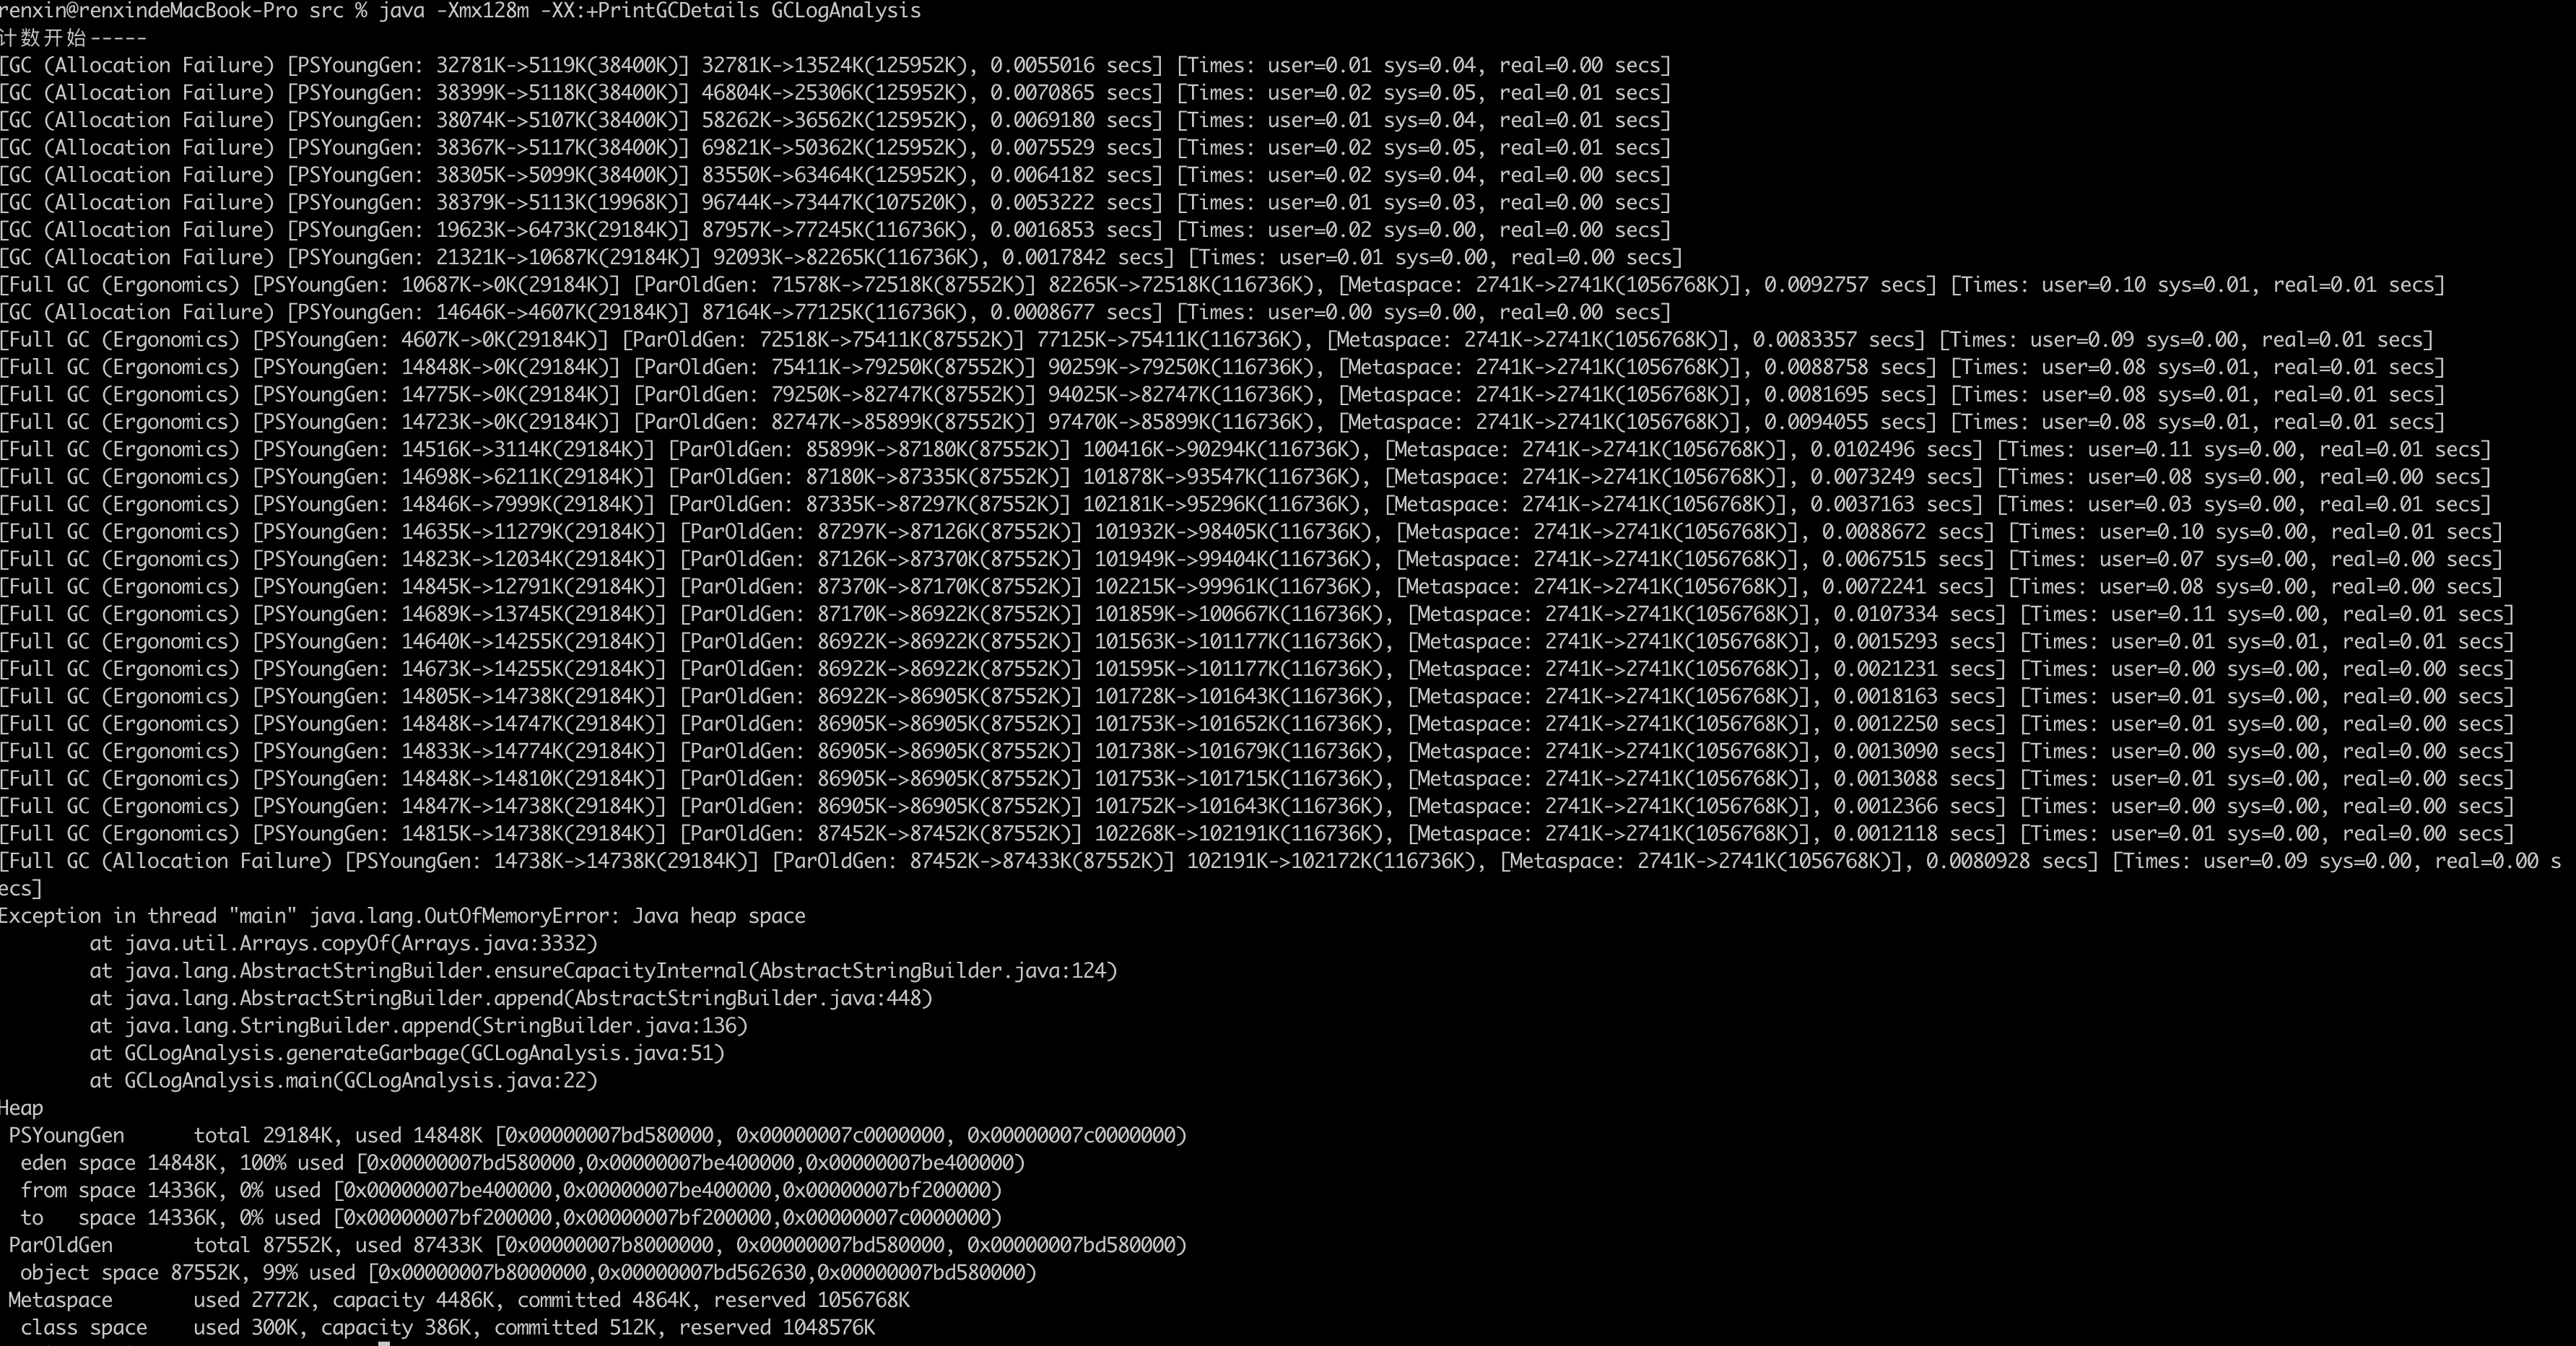 renxin@renxindeMacBook-Pro src % java -Xmx128m -XX:+PrintGCDetails GCLogAnalysis
计数开始-----
[GC (Allocation Failure) [PSYoungGen: 32781K->5119K(38400K)] 32781K->13524K(125952K), 0.0055016 secs] [Times: user=0.01 sys=0.04, real=0.00 secs]
[GC (Allocation Failure) [PSYoungGen: 38399K->5118K(38400K)] 46804K->25306K(125952K), 0.0070865 secs] [Times: user=0.02 sys=0.05, real=0.01 secs]
[GC (Allocation Failure) [PSYoungGen: 38074K->5107K(38400K)] 58262K->36562K(125952K), 0.0069180 secs] [Times: user=0.01 sys=0.04, real=0.01 secs]
[GC (Allocation Failure) [PSYoungGen: 38367K->5117K(38400K)] 69821K->50362K(125952K), 0.0075529 secs] [Times: user=0.02 sys=0.05, real=0.01 secs]
[GC (Allocation Failure) [PSYoungGen: 38305K->5099K(38400K)] 83550K->63464K(125952K), 0.0064182 secs] [Times: user=0.02 sys=0.04, real=0.00 secs]
[GC (Allocation Failure) [PSYoungGen: 38379K->5113K(19968K)] 96744K->73447K(107520K), 0.0053222 secs] [Times: user=0.01 sys=0.03, real=0.00 secs]
[GC (Allocation Failure) [PSYoungGen: 19623K->6473K(29184K)] 87957K->77245K(116736K), 0.0016853 secs] [Times: user=0.02 sys=0.00, real=0.00 secs]
[GC (Allocation Failure) [PSYoungGen: 21321K->10687K(29184K)] 92093K->82265K(116736K), 0.0017842 secs] [Times: user=0.01 sys=0.00, real=0.00 secs]
[Full GC (Ergonomics) [PSYoungGen: 10687K->0K(29184K)] [ParOldGen: 71578K->72518K(87552K)] 82265K->72518K(116736K), [Metaspace: 2741K->2741K(1056768K)], 0.0092757 secs] [Times: user=0.10 sys=0.01, real=0.01 secs]
[GC (Allocation Failure) [PSYoungGen: 14646K->4607K(29184K)] 87164K->77125K(116736K), 0.0008677 secs] [Times: user=0.00 sys=0.00, real=0.00 secs]
[Full GC (Ergonomics) [PSYoungGen: 4607K->0K(29184K)] [ParOldGen: 72518K->75411K(87552K)] 77125K->75411K(116736K), [Metaspace: 2741K->2741K(1056768K)], 0.0083357 secs] [Times: user=0.09 sys=0.00, real=0.01 secs]
[Full GC (Ergonomics) [PSYoungGen: 14848K->0K(29184K)] [ParOldGen: 75411K->79250K(87552K)] 90259K->79250K(116736K), [Metaspace: 2741K->2741K(1056768K)], 0.0088758 secs] [Times: user=0.08 sys=0.01, real=0.01 secs]
[Full GC (Ergonomics) [PSYoungGen: 14775K->0K(29184K)] [ParOldGen: 79250K->82747K(87552K)] 94025K->82747K(116736K), [Metaspace: 2741K->2741K(1056768K)], 0.0081695 secs] [Times: user=0.08 sys=0.01, real=0.01 secs]
[Full GC (Ergonomics) [PSYoungGen: 14723K->0K(29184K)] [ParOldGen: 82747K->85899K(87552K)] 97470K->85899K(116736K), [Metaspace: 2741K->2741K(1056768K)], 0.0094055 secs] [Times: user=0.08 sys=0.01, real=0.01 secs]
[Full GC (Ergonomics) [PSYoungGen: 14516K->3114K(29184K)] [ParOldGen: 85899K->87180K(87552K)] 100416K->90294K(116736K), [Metaspace: 2741K->2741K(1056768K)], 0.0102496 secs] [Times: user=0.11 sys=0.00, real=0.01 secs]
[Full GC (Ergonomics) [PSYoungGen: 14698K->6211K(29184K)] [ParOldGen: 87180K->87335K(87552K)] 101878K->93547K(116736K), [Metaspace: 2741K->2741K(1056768K)], 0.0073249 secs] [Times: user=0.08 sys=0.00, real=0.00 secs]
[Full GC (Ergonomics) [PSYoungGen: 14846K->7999K(29184K)] [ParOldGen: 87335K->87297K(87552K)] 102181K->95296K(116736K), [Metaspace: 2741K->2741K(1056768K)], 0.0037163 secs] [Times: user=0.03 sys=0.00, real=0.01 secs]
[Full GC (Ergonomics) [PSYoungGen: 14635K->11279K(29184K)] [ParOldGen: 87297K->87126K(87552K)] 101932K->98405K(116736K), [Metaspace: 2741K->2741K(1056768K)], 0.0088672 secs] [Times: user=0.10 sys=0.00, real=0.01 secs]
[Full GC (Ergonomics) [PSYoungGen: 14823K->12034K(29184K)] [ParOldGen: 87126K->87370K(87552K)] 101949K->99404K(116736K), [Metaspace: 2741K->2741K(1056768K)], 0.0067515 secs] [Times: user=0.07 sys=0.00, real=0.00 secs]
[Full GC (Ergonomics) [PSYoungGen: 14845K->12791K(29184K)] [ParOldGen: 87370K->87170K(87552K)] 102215K->99961K(116736K), [Metaspace: 2741K->2741K(1056768K)], 0.0072241 secs] [Times: user=0.08 sys=0.00, real=0.00 secs]
[Full GC (Ergonomics) [PSYoungGen: 14689K->13745K(29184K)] [ParOldGen: 87170K->86922K(87552K)] 101859K->100667K(116736K), [Metaspace: 2741K->2741K(1056768K)], 0.0107334 secs] [Times: user=0.11 sys=0.00, real=0.01 secs]
[Full GC (Ergonomics) [PSYoungGen: 14640K->14255K(29184K)] [ParOldGen: 86922K->86922K(87552K)] 101563K->101177K(116736K), [Metaspace: 2741K->2741K(1056768K)], 0.0015293 secs] [Times: user=0.01 sys=0.01, real=0.01 secs]
[Full GC (Ergonomics) [PSYoungGen: 14673K->14255K(29184K)] [ParOldGen: 86922K->86922K(87552K)] 101595K->101177K(116736K), [Metaspace: 2741K->2741K(1056768K)], 0.0021231 secs] [Times: user=0.00 sys=0.00, real=0.00 secs]
[Full GC (Ergonomics) [PSYoungGen: 14805K->14738K(29184K)] [ParOldGen: 86922K->86905K(87552K)] 101728K->101643K(116736K), [Metaspace: 2741K->2741K(1056768K)], 0.0018163 secs] [Times: user=0.01 sys=0.00, real=0.00 secs]
[Full GC (Ergonomics) [PSYoungGen: 14848K->14747K(29184K)] [ParOldGen: 86905K->86905K(87552K)] 101753K->101652K(116736K), [Metaspace: 2741K->2741K(1056768K)], 0.0012250 secs] [Times: user=0.01 sys=0.00, real=0.00 secs]
[Full GC (Ergonomics) [PSYoungGen: 14833K->14774K(29184K)] [ParOldGen: 86905K->86905K(87552K)] 101738K->101679K(116736K), [Metaspace: 2741K->2741K(1056768K)], 0.0013090 secs] [Times: user=0.00 sys=0.00, real=0.00 secs]
[Full GC (Ergonomics) [PSYoungGen: 14848K->14810K(29184K)] [ParOldGen: 86905K->86905K(87552K)] 101753K->101715K(116736K), [Metaspace: 2741K->2741K(1056768K)], 0.0013088 secs] [Times: user=0.01 sys=0.00, real=0.00 secs]
[Full GC (Ergonomics) [PSYoungGen: 14847K->14738K(29184K)] [ParOldGen: 86905K->86905K(87552K)] 101752K->101643K(116736K), [Metaspace: 2741K->2741K(1056768K)], 0.0012366 secs] [Times: user=0.00 sys=0.00, real=0.00 secs]
[Full GC (Ergonomics) [PSYoungGen: 14815K->14738K(29184K)] [ParOldGen: 87452K->87452K(87552K)] 102268K->102191K(116736K), [Metaspace: 2741K->2741K(1056768K)], 0.0012118 secs] [Times: user=0.01 sys=0.00, real=0.00 secs]
[Full GC (Allocation Failure) [PSYoungGen: 14738K->14738K(29184K)] [ParOldGen: 87452K->87433K(87552K)] 102191K->102172K(116736K), [Metaspace: 2741K->2741K(1056768K)], 0.0080928 secs] [Times: user=0.09 sys=0.00, real=0.00 s
ecs]
Exception in thread "main" java.lang.OutOfMemoryError: Java heap space
at java.util.Arrays.copyOf(Arrays.java:3332)
at java.lang.AbstractStringBuilder.ensureCapacityInternal(AbstractStringBuilder.java:124)
at java.lang.AbstractStringBuilder.append(AbstractStringBuilder.java:448)
at java.lang.StringBuilder.append(StringBuilder.java:136)
at GCLogAnalysis.generateGarbage(GCLogAnalysis.java:51)
at GCLogAnalysis.main(GCLogAnalysis.java:22)
Heap
PSYoungGen total 29184K, used 14848K [0x00000007bd580000, 0x00000007c0000000, 0x00000007c0000000)
eden space 14848K, 100% used [0x00000007bd580000,0x00000007be400000,0x00000007be400000)
from space 14336K, 0% used [0x00000007be400000,0x00000007be400000,0x00000007bf200000)
to space 14336K, 0% used [0x00000007bf200000,0x00000007bf200000,0x00000007c0000000)
ParOldGen total 87552K, used 87433K [0x00000007b8000000, 0x00000007bd580000, 0x00000007bd580000)
object space 87552K, 99% used [0x00000007b8000000,0x00000007bd562630,0x00000007bd580000)
Metaspace used 2772K, capacity 4486K, committed 4864K, reserved 1056768K
class space used 300K, capacity 386K, committed 512K, reserved 1048576K